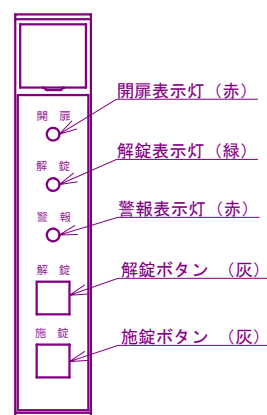 開　扉
開扉表示灯（赤）
解　錠
解錠表示灯（緑）
警　報
警報表示灯（赤）
解　錠
解錠ボタン　（灰）
施　錠
施錠ボタン　（灰）